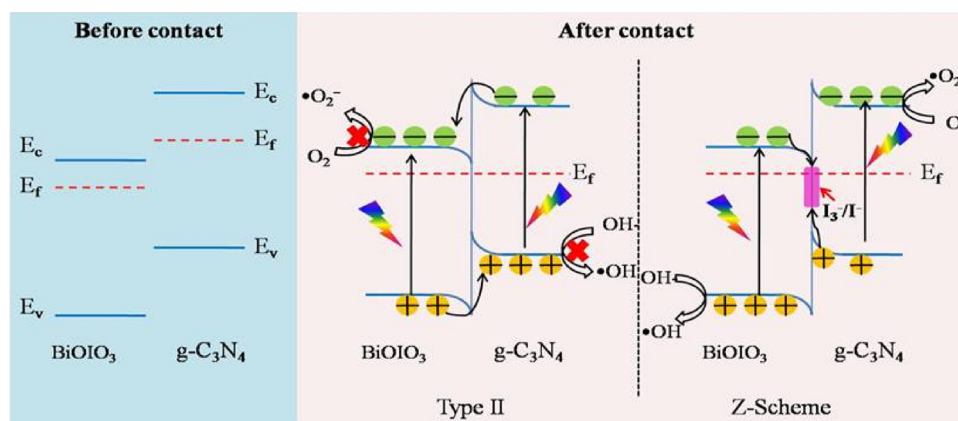 Before contact
After contact
E𝐜
E𝐟
E𝐯
BiOIO₃
E𝐜
E𝐟
E𝐯
g-C₃N₄
•O₂⁻
O₂
OH-
•OH
E𝐟
BiOIO₃
g-C₃N₄
Type II
•O₂
O
E𝐟
I₃⁻/I⁻
OH-
•OH
BiOIO₃
g-C₃N₄
Z-Scheme